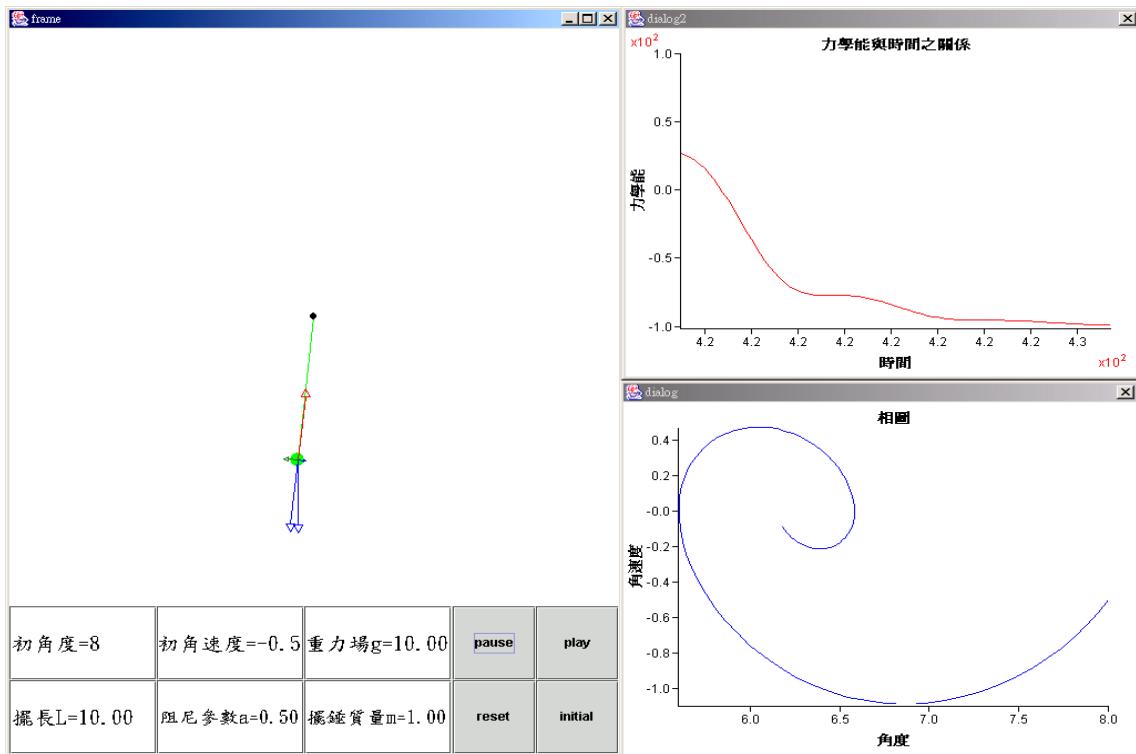 frame
初角度=8
初角速度=-0.5
重力場g=10.00
pause
play
擺長L=10.00
阻尼參數a=0.50
擺錘質量m=1.00
reset
initial
dialog2
力學能與時間之關係
x10²
1.0
0.5
0.0
-0.5
-1.0
力學能
4.2 4.2 4.2 4.2 4.2 4.2 4.2 4.2 4.3
時間
x10²
dialog
相圖
0.4
0.2
-0.0
-0.2
-0.4
-0.6
-0.8
-1.0
角速度
6.0 6.5 7.0 7.5 8.0
角度